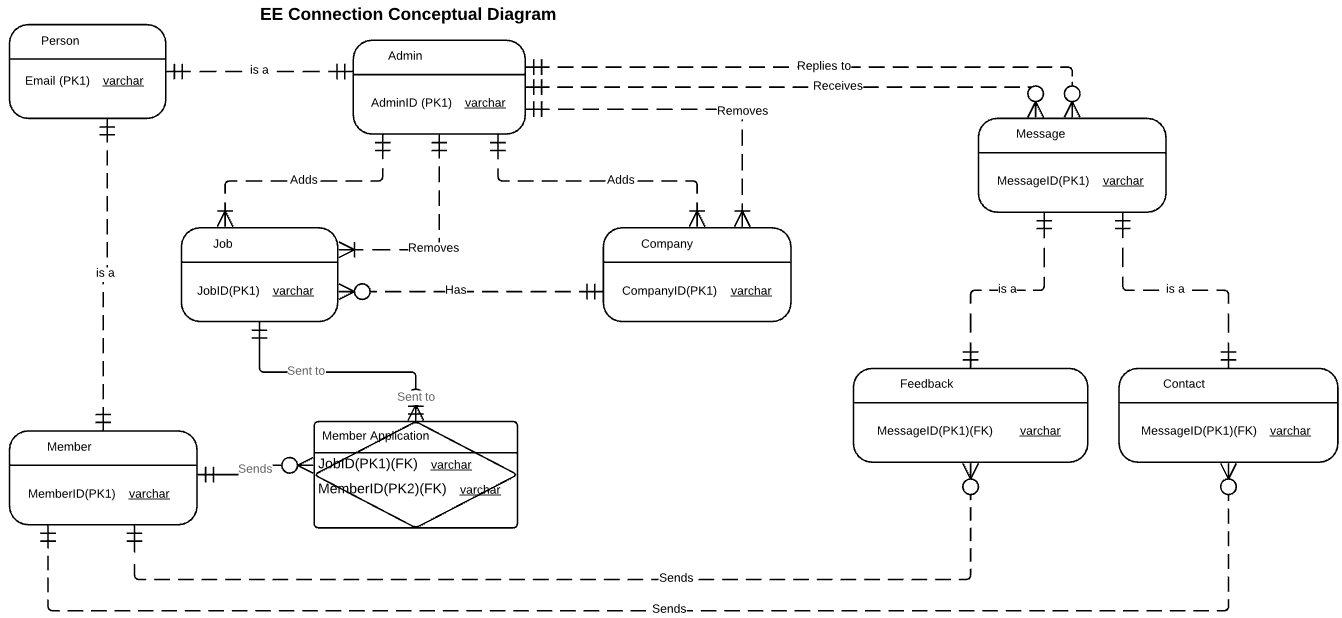 EE Connection Conceptual Diagram
Person
Email (PK1) varchar
is a
Admin
AdminID (PK1) varchar
Replies to
Receives
Removes
Message
MessageID(PK1) varchar
Adds
Adds
Job
JobID(PK1) varchar
Removes
Company
CompanyID(PK1) varchar
Has
is a
is a
is a
Sent to
Sent to
Feedback
MessageID(PK1)(FK) varchar
Contact
MessageID(PK1)(FK) varchar
Member
MemberID(PK1) varchar
Sends
Member Application
JobID(PK1)(FK) varchar
MemberID(PK2)(FK) varchar
Sends
Sends